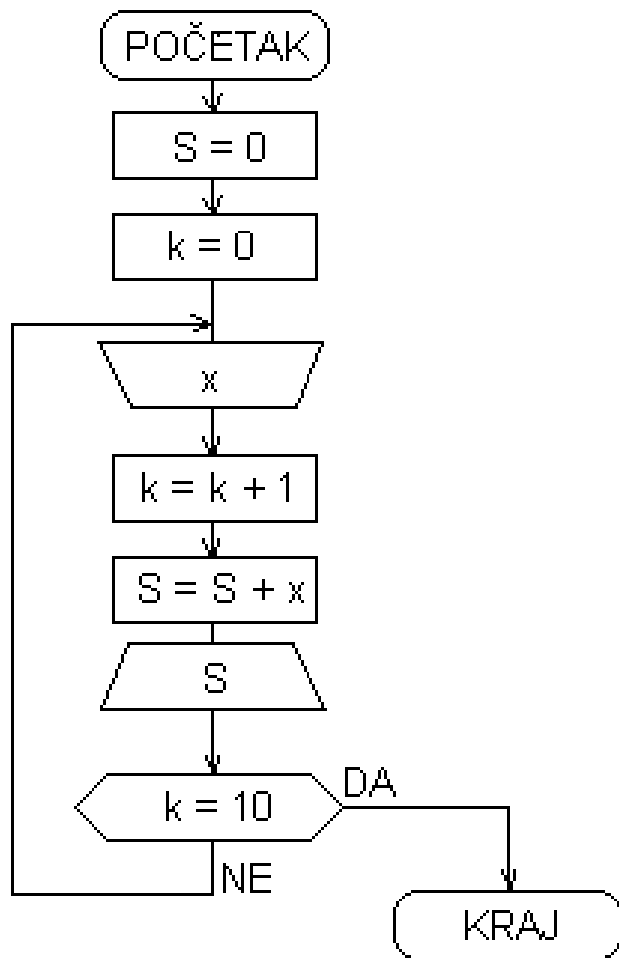 POČETAK
S = 0
k = 0
x
k = k + 1
S = S + x
S
k = 10
DA
NE
KRAJ